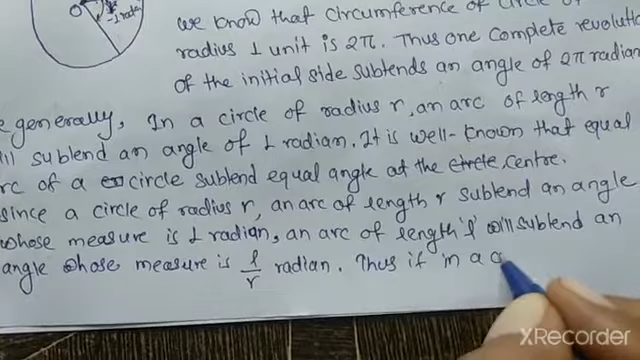 O
1 radi
we know that circumference of circle of
radius 1 unit is 2π. Thus one complete revolution
of the initial side subtends an angle of 2π radian
generally, In a circle of radius r, an arc of length r
subtend an angle of 1 radian. It is well-known that equal
arc of a circle subtend equal angle at the centre.
since a circle of radius r, an arc of length r subtend an angle
whose measure is 1 radian, an arc of length 'l' will subtend an
angle whose measure is l/r radian. Thus if in a c
XRecorder